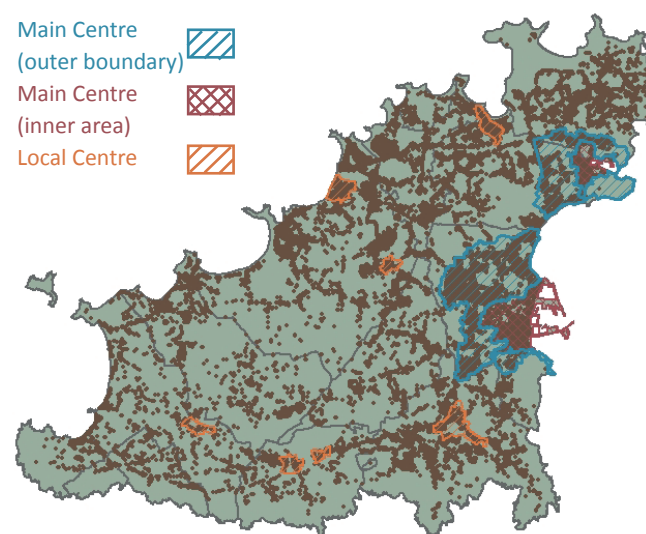 Main Centre
(outer boundary)
Main Centre
(inner area)
Local Centre